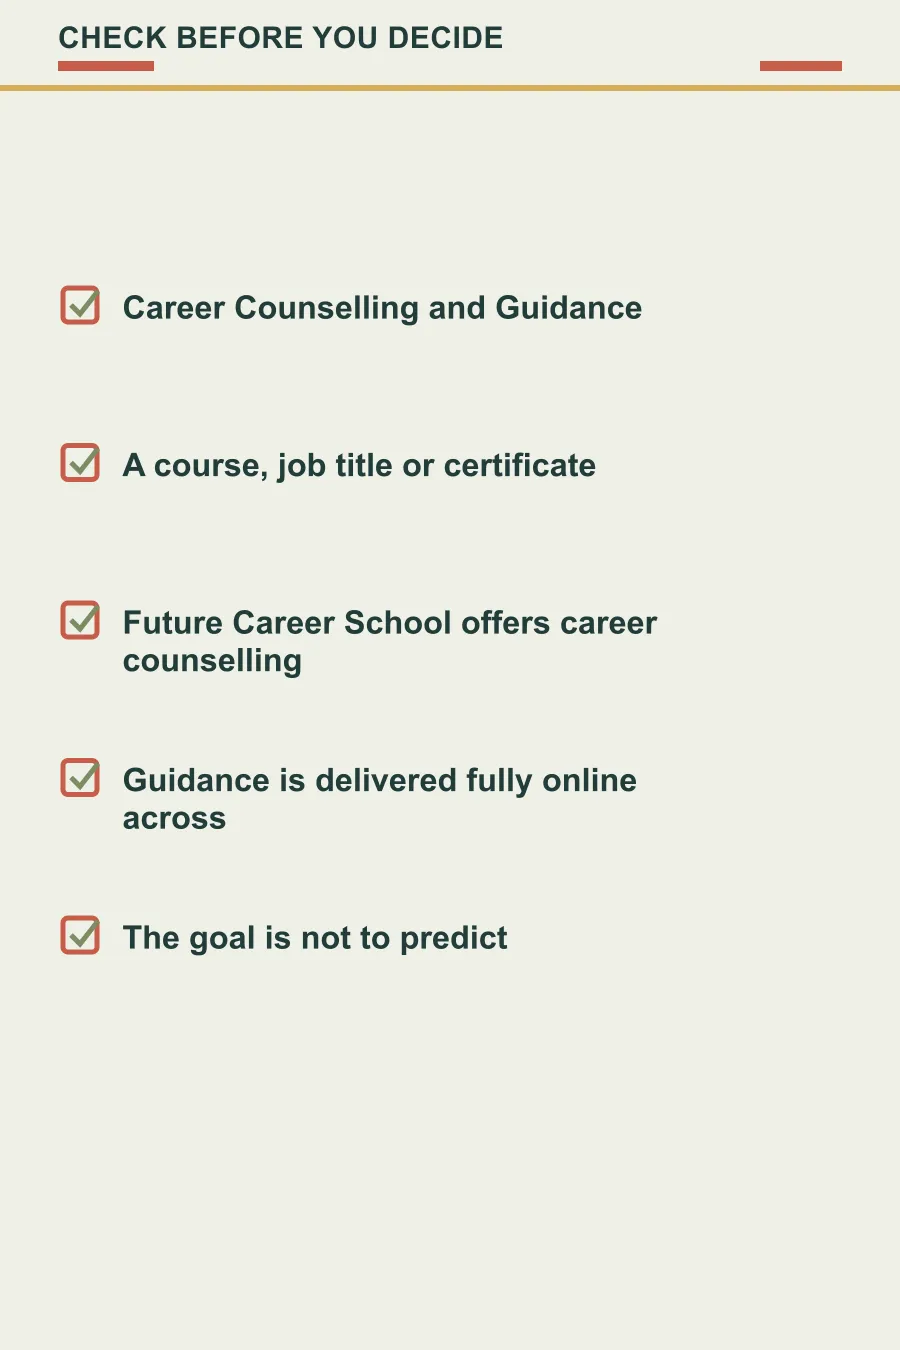 CHECK BEFORE YOU DECIDE
Career Counselling and Guidance
A course, job title or certificate
Future Career School offers career
counselling
Guidance is delivered fully online
across
The goal is not to predict